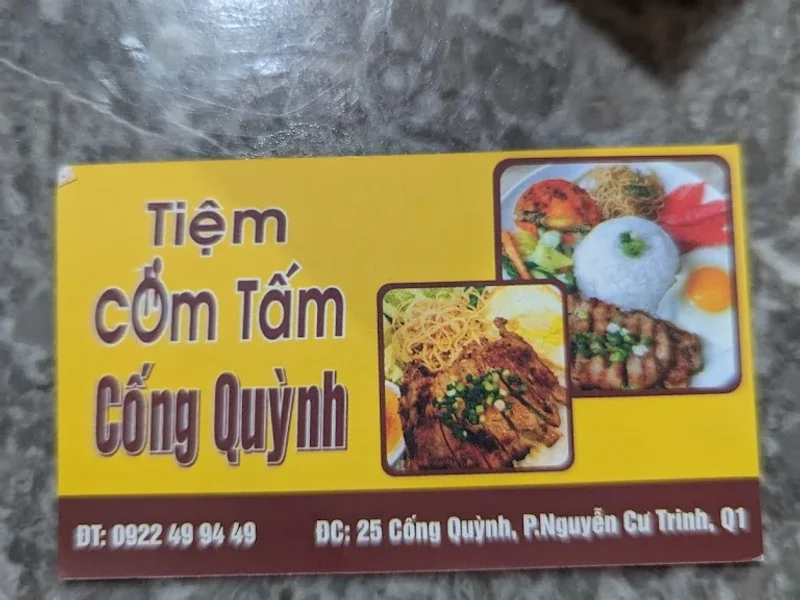 Tiệm
CƠM TẤM
Cống Quỳnh
ĐT: 0922 49 94 49
ĐC: 25 Cống Quỳnh, P.Nguyễn Cư Trinh, Q1